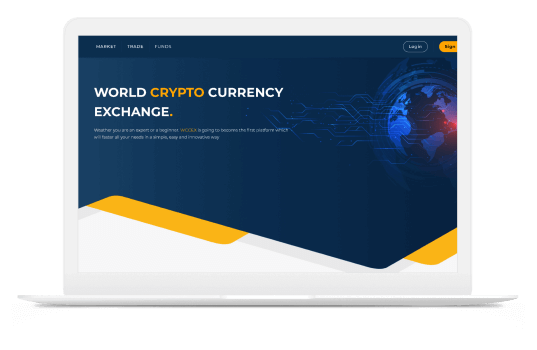 MARKET TRADE FUNDS Log In Sign
WORLD CRYPTO CURRENCY
EXCHANGE.
Weather you are an expert or a beginner, WCCEX is going to become the first platform which
will foster all your needs in a simple, easy and innovative way